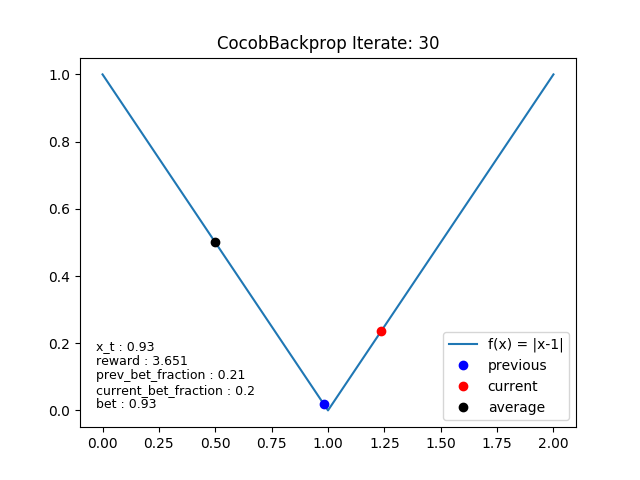 CocobBackprop Iterate: 30
1.0
0.8
0.6
0.4
0.2
0.0
x_t : 0.93
reward : 3.651
prev_bet_fraction : 0.21
current_bet_fraction : 0.2
bet : 0.93
f(x) = |x-1|
previous
current
average
0.00 0.25 0.50 0.75 1.00 1.25 1.50 1.75 2.00